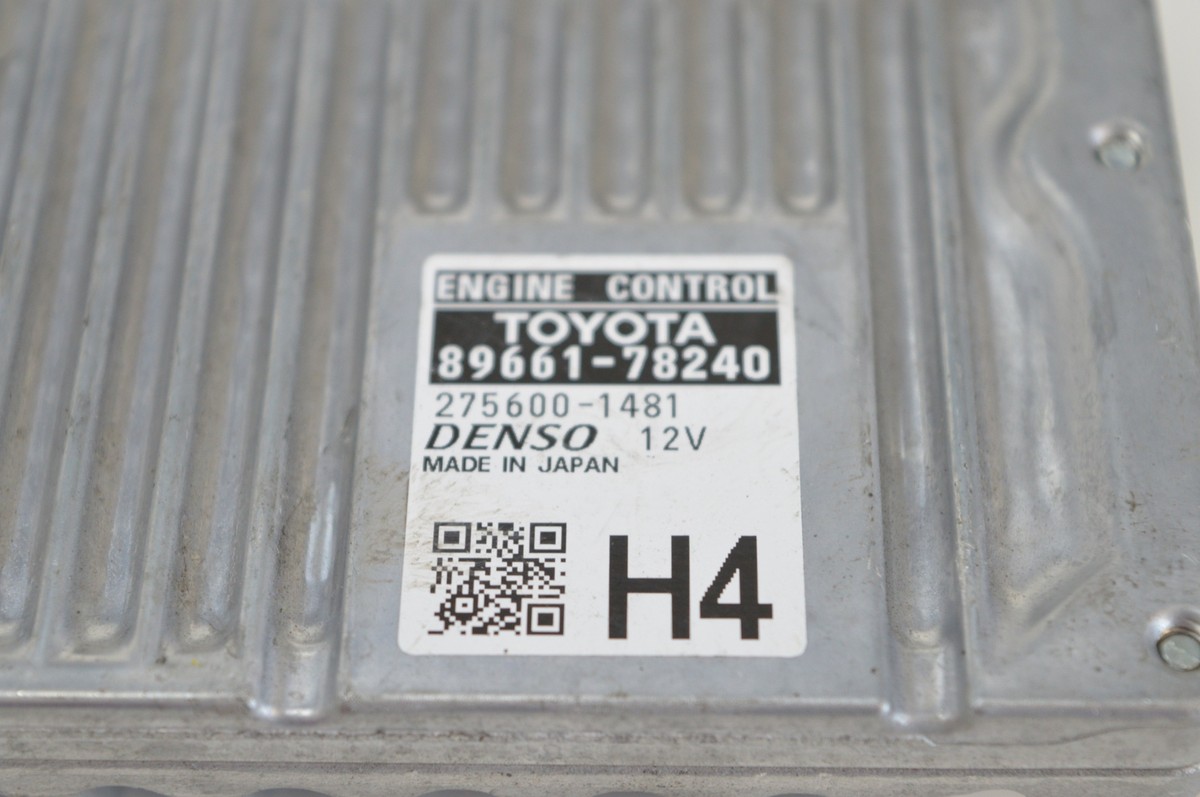 ENGINE CONTROL
TOYOTA
89661-78240
275600-1481
DENSO 12V
MADE IN JAPAN
H4